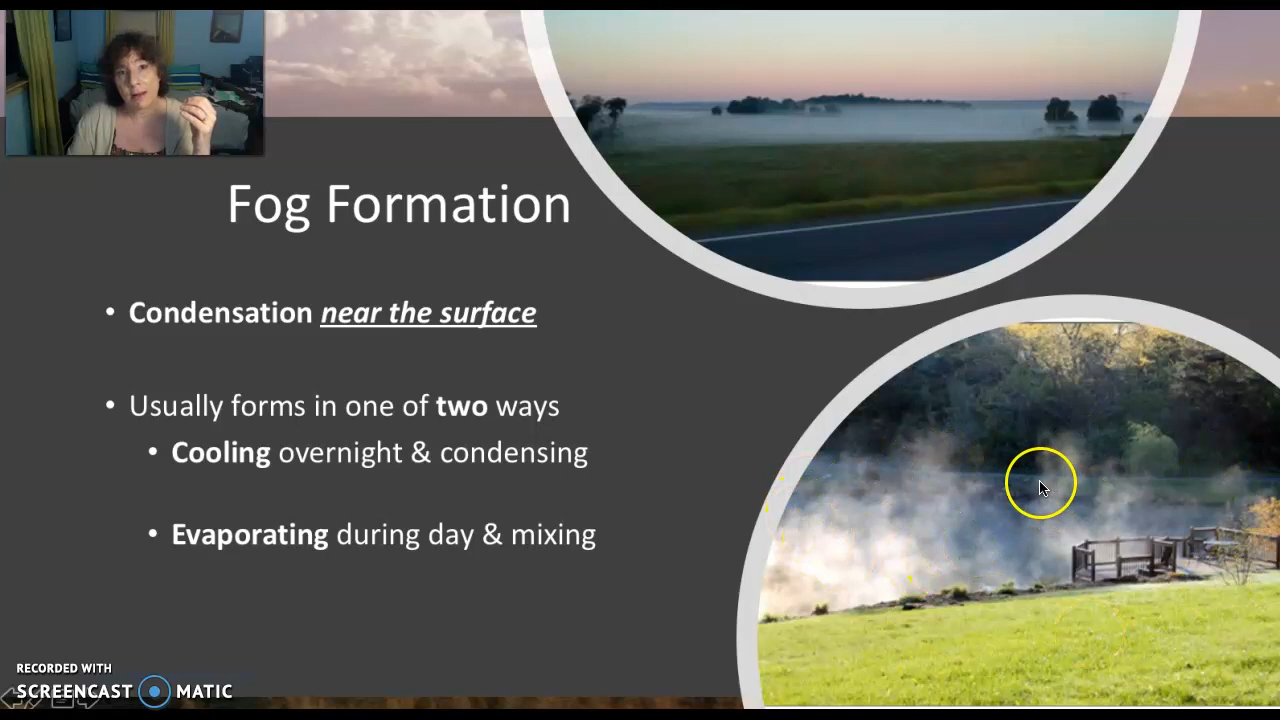 Fog Formation
• Condensation near the surface
• Usually forms in one of two ways
• Cooling overnight & condensing
• Evaporating during day & mixing
RECORDED WITH
SCREENCAST MATIC